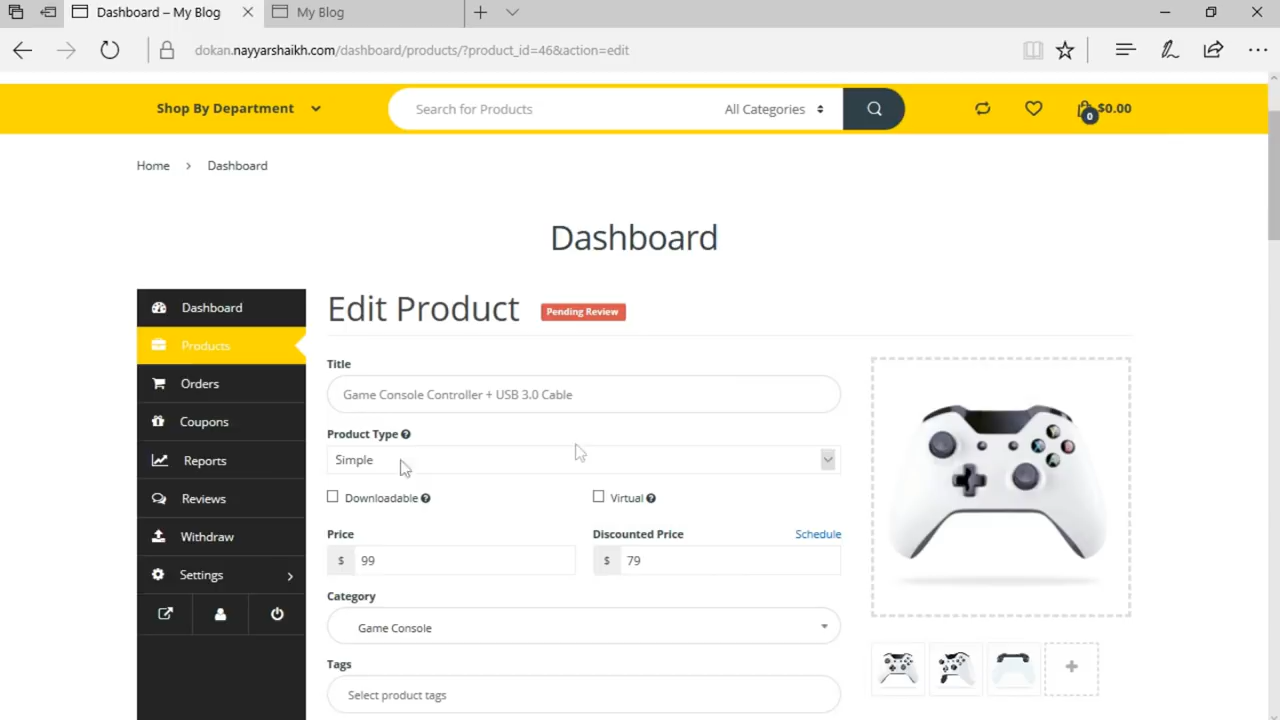 Dashboard – My Blog
My Blog
dokan.nayyarshaikh.com/dashboard/products/?product_id=46&action=edit
Shop By Department
Search for Products
All Categories
0
$0.00
Home
Dashboard
Dashboard
Dashboard
Products
Orders
Coupons
Reports
Reviews
Withdraw
Settings
Edit Product
Pending Review
Title
Game Console Controller + USB 3.0 Cable
Product Type
Simple
Downloadable
Virtual
Price
Discounted Price
Schedule
$ 99
$ 79
Category
Game Console
Tags
Select product tags